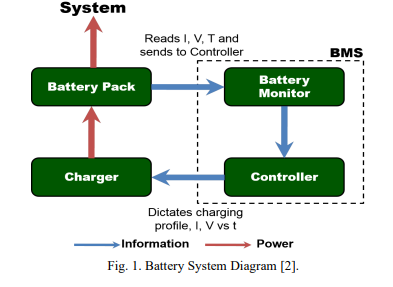 System
Reads I, V, T and
sends to Controller
BMS
Battery Pack
Battery
Monitor
Charger
Controller
Dictates charging
profile, I, V vs t
Information
Power
Fig. 1. Battery System Diagram [2].